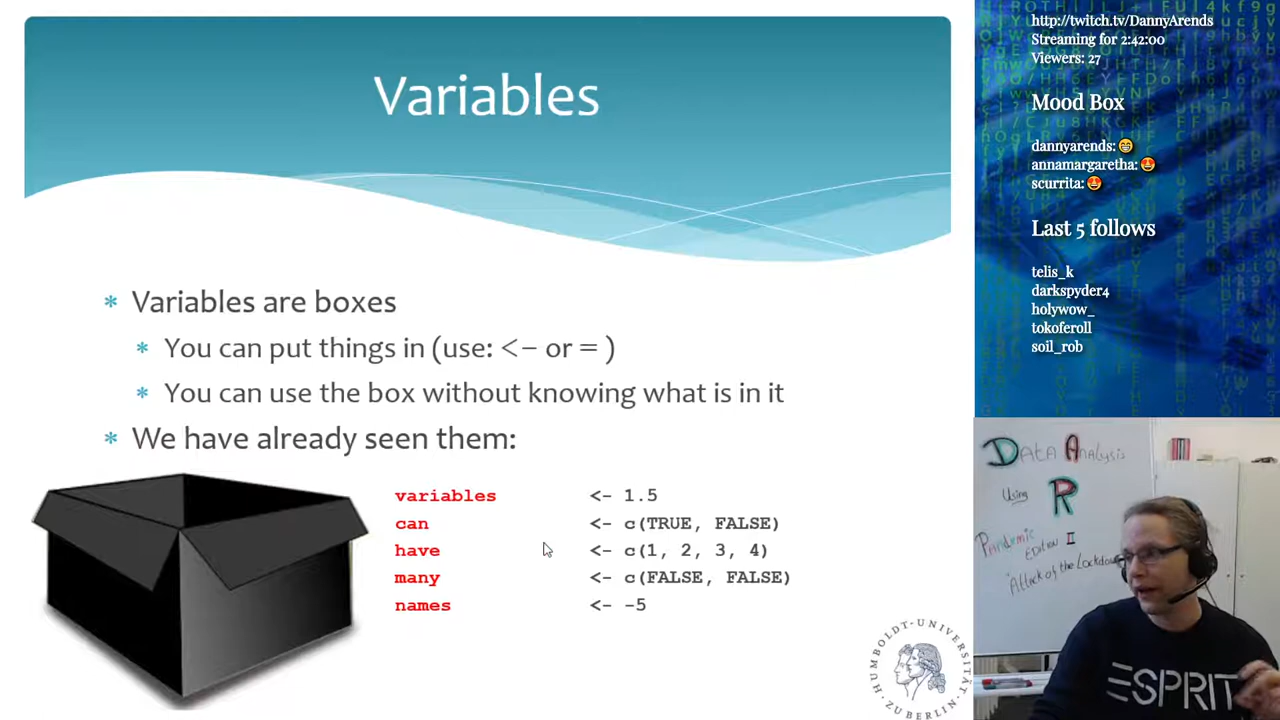 Variables
Variables are boxes
You can put things in (use: <– or = )
You can use the box without knowing what is in it
We have already seen them:
variables <- 1.5
can <- c(TRUE, FALSE)
have <- c(1, 2, 3, 4)
many <- c(FALSE, FALSE)
names <- -5
HUMBOLDT-UNIVERSITÄT ZU BERLIN
http://twitch.tv/DannyArends
Streaming for 2:42:00
Viewers: 27
Mood Box
dannyarends: 😁
annamargaretha: 😍
scurrita: 😍
Last 5 follows
telis_k
darkspyder4
holywow_
tokoferoll
soil_rob
Data Analysis
Using R
Pandemic
Edition II
"Attack of the Lockdown
ESPRIT